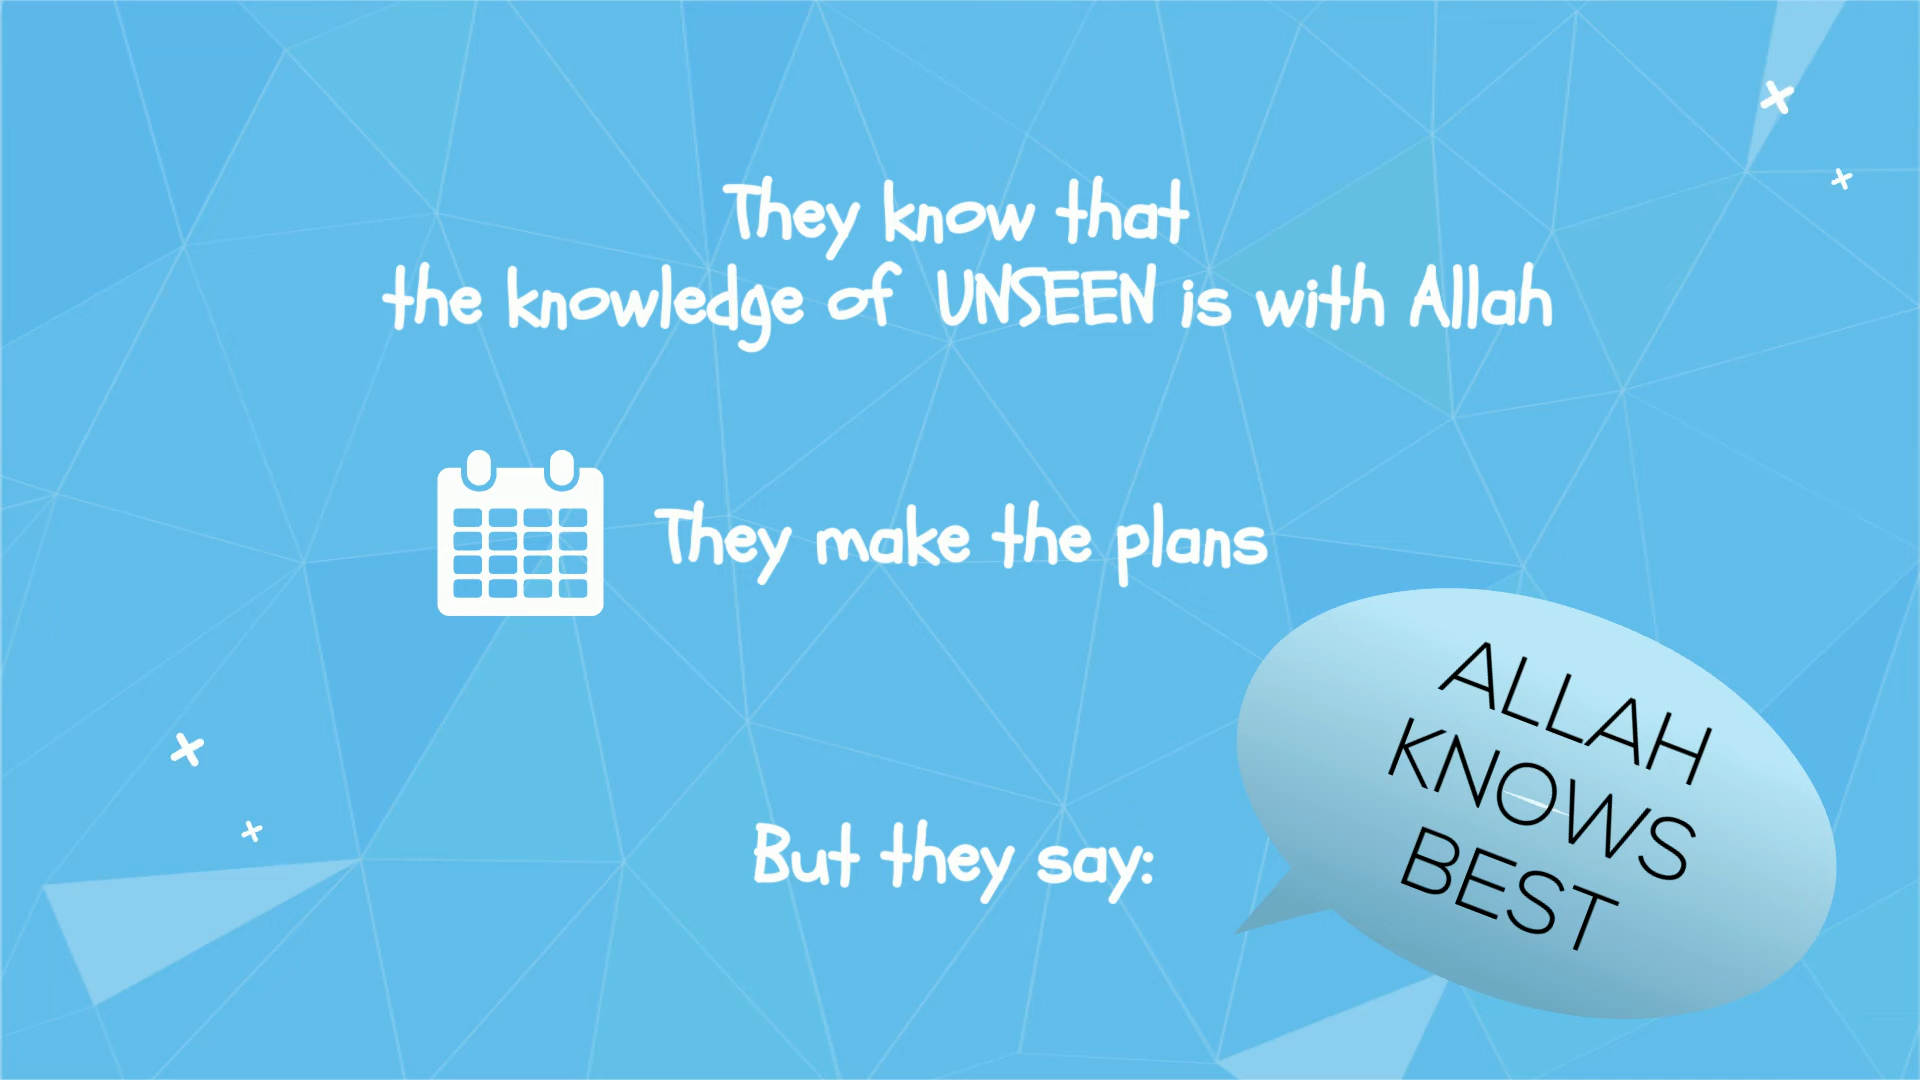 They know that
the knowledge of UNSEEN is with Allah
They make the plans
But they say:
ALLAH
KNOWS
BEST